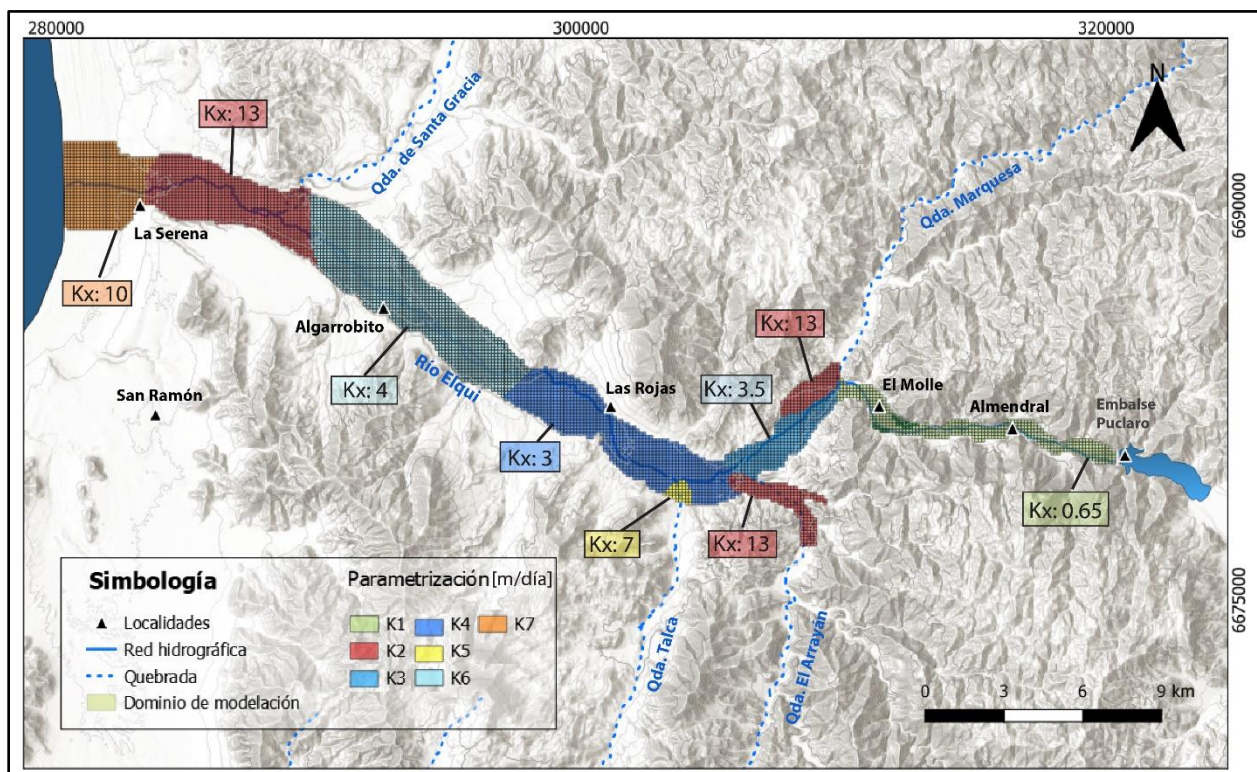 280000
300000
320000
N
Kx: 13
Qda. de Santa Gracia
Qda. Marquesa
6690000
La Serena
Kx: 10
Algarrobito
Kx: 13
Río Elqui
Kx: 4
San Ramón
Las Rojas
Kx: 3.5
El Molle
Almendral
Embalse
Puclaro
Kx: 3
Kx: 7
Kx: 13
Kx: 0.65
6675000
Qda. Talca
Qda. El Arrayán
Simbología
Localidades
Red hidrográfica
Quebrada
Dominio de modelación
Parametrización [m/día]
K1 K4 K7
K2 K5
K3 K6
0 3 6 9 km